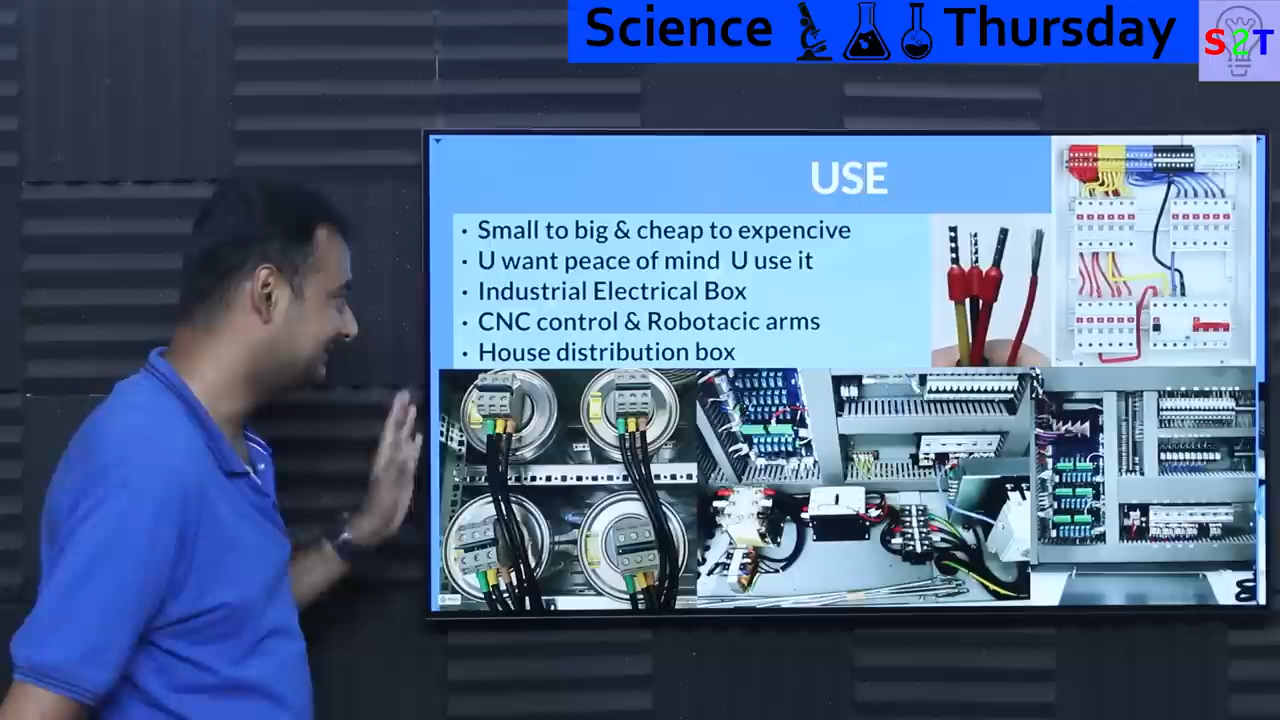 Science Thursday
S2T
USE
• Small to big & cheap to expencive
• U want peace of mind U use it
• Industrial Electrical Box
• CNC control & Robotacic arms
• House distribution box